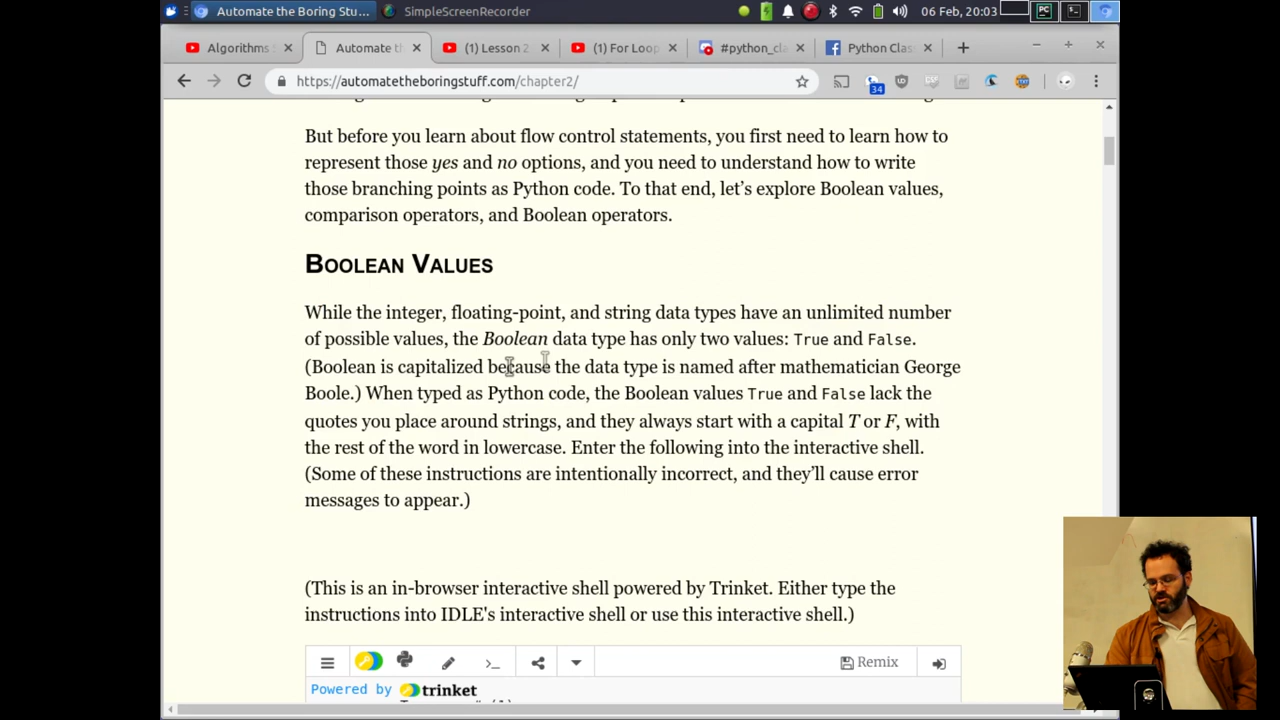 Automate the Boring Stu...
SimpleScreenRecorder
06 Feb, 20:03
Algorithms
Automate th
(1) Lesson 2
(1) For Loop
#python_cla
Python Clas
https://automatetheboringstuff.com/chapter2/
34
But before you learn about flow control statements, you first need to learn how to
represent those yes and no options, and you need to understand how to write
those branching points as Python code. To that end, let’s explore Boolean values,
comparison operators, and Boolean operators.
BOOLEAN VALUES
While the integer, floating-point, and string data types have an unlimited number
of possible values, the Boolean data type has only two values: True and False.
(Boolean is capitalized because the data type is named after mathematician George
Boole.) When typed as Python code, the Boolean values True and False lack the
quotes you place around strings, and they always start with a capital T or F, with
the rest of the word in lowercase. Enter the following into the interactive shell.
(Some of these instructions are intentionally incorrect, and they’ll cause error
messages to appear.)
(This is an in-browser interactive shell powered by Trinket. Either type the
instructions into IDLE's interactive shell or use this interactive shell.)
Remix
Powered by trinket